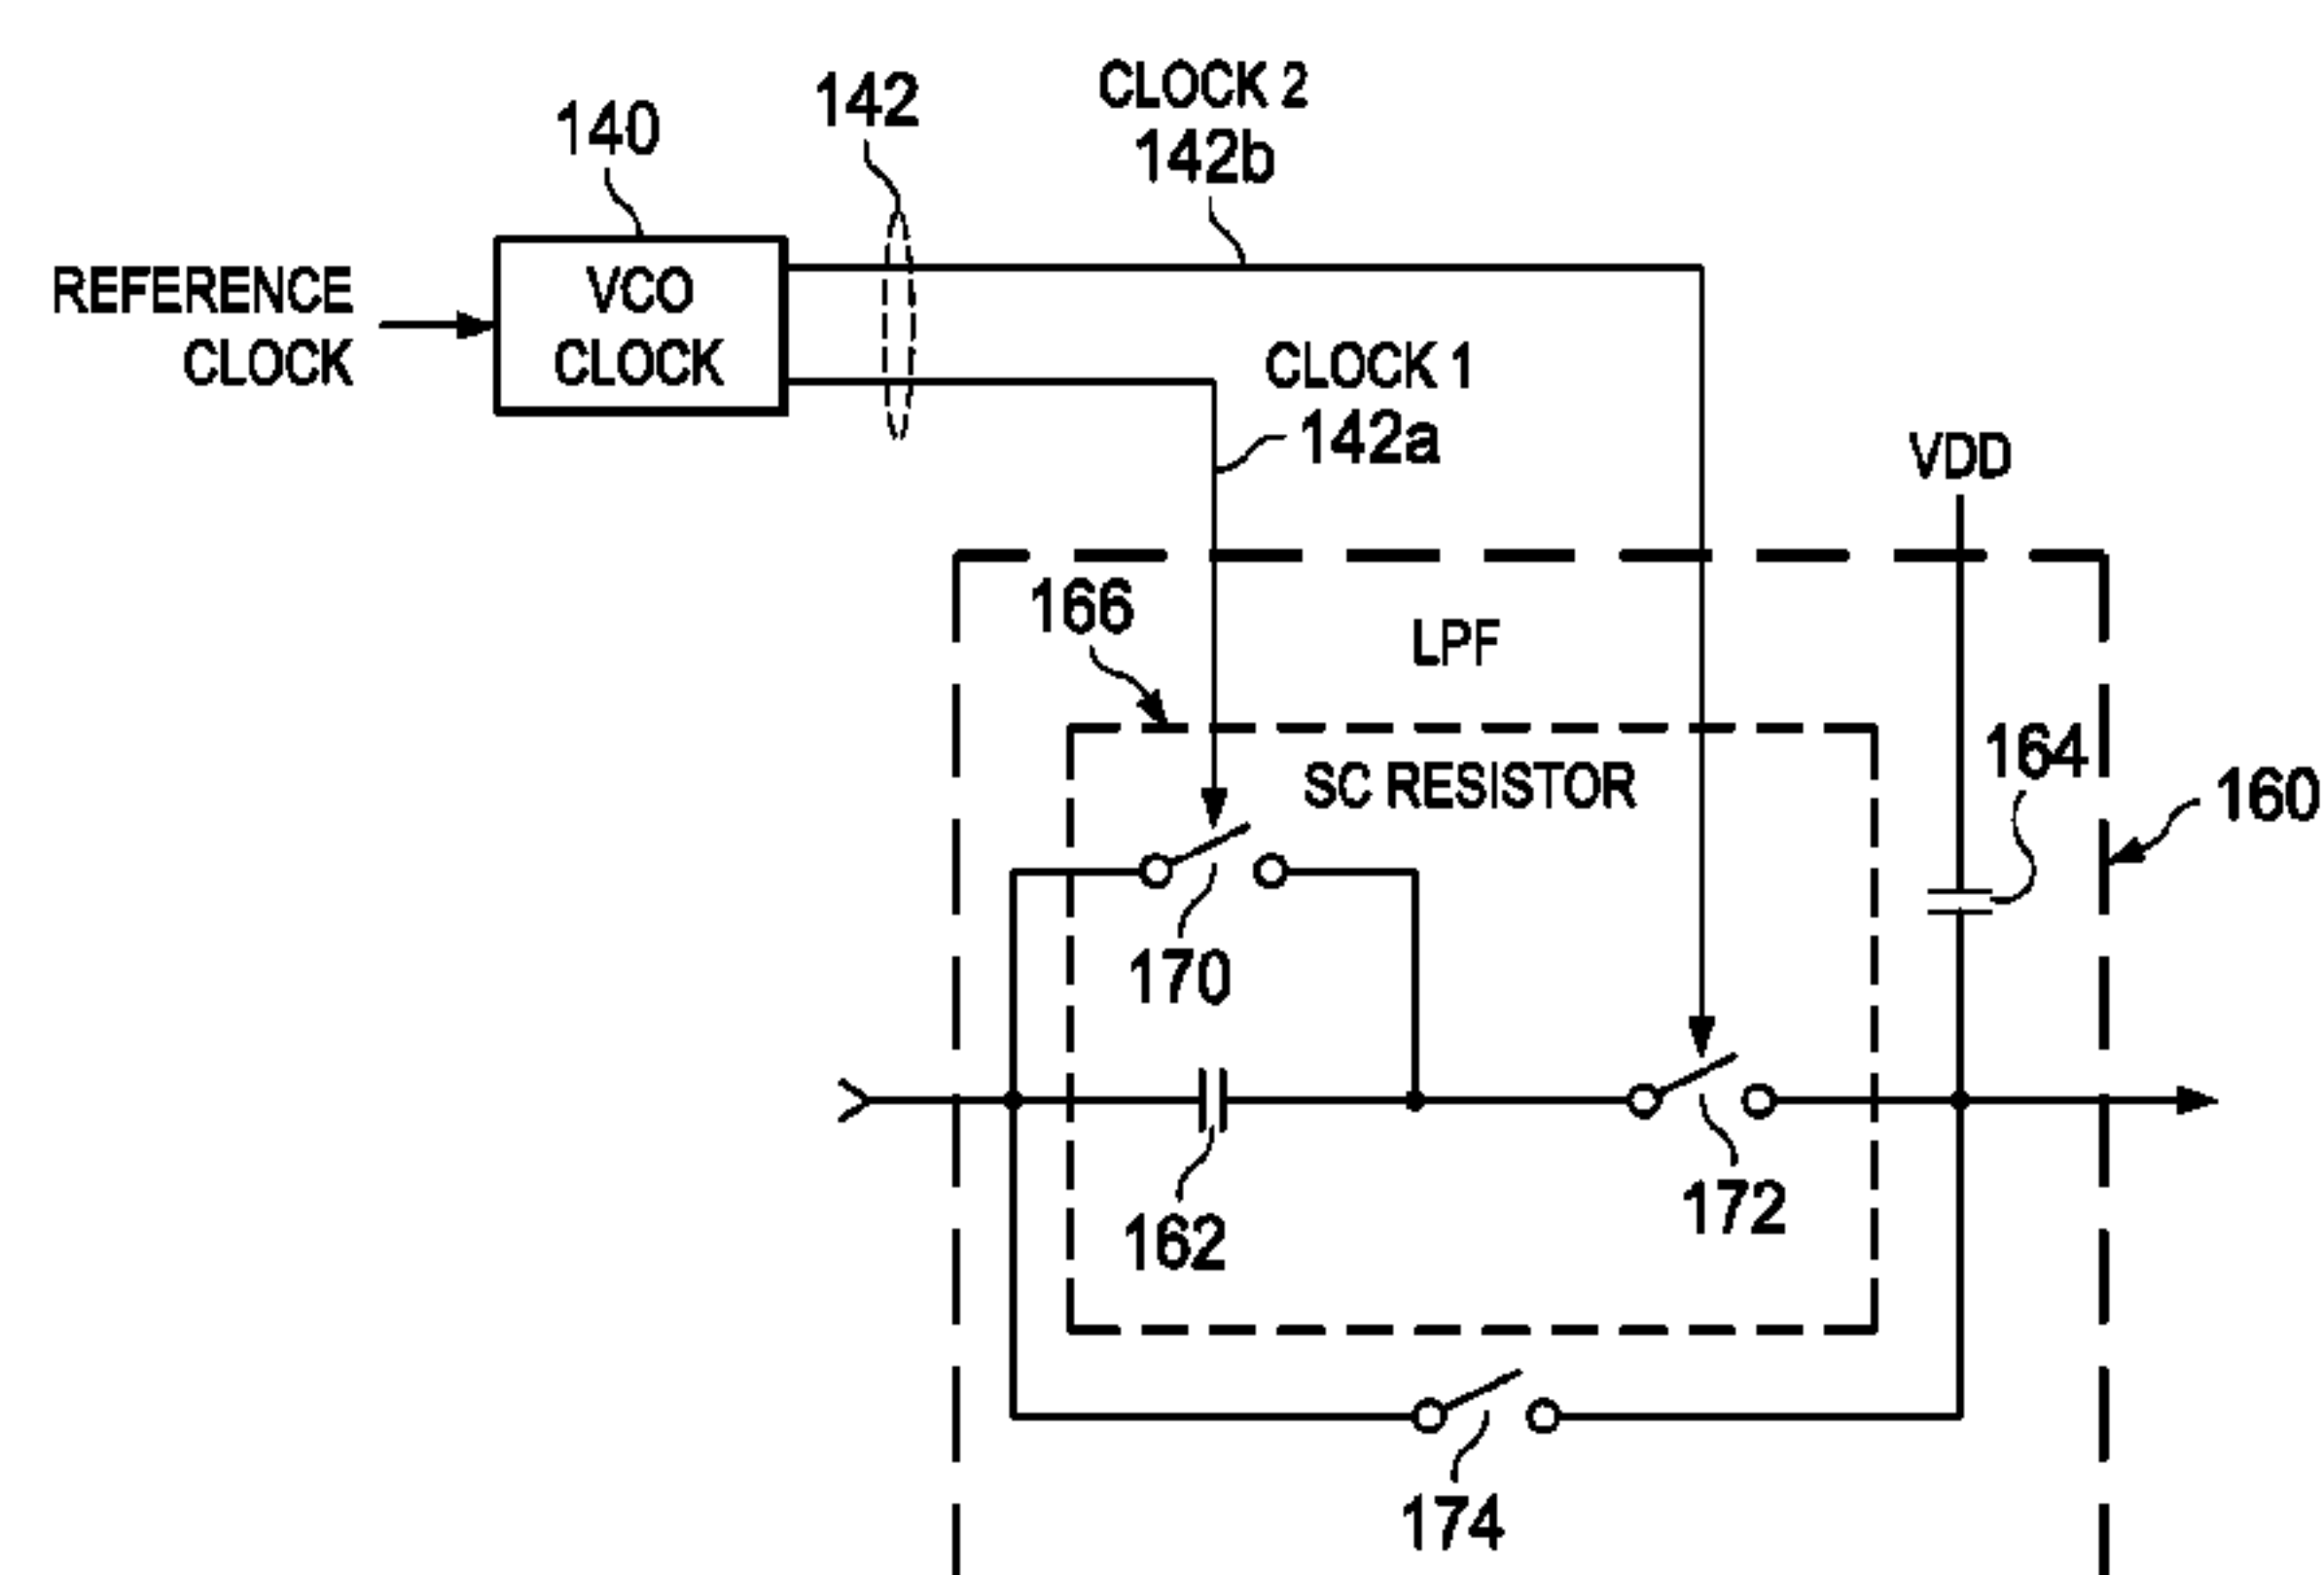 CLOCK 2
142
140
142b
REFERENCE
CLOCK
VCO
CLOCK
CLOCK 1
142a
VDD
166
LPF
164
SC RESISTOR
160
170
172
162
174